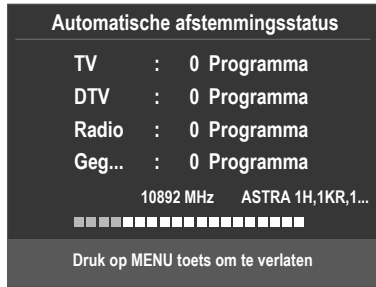 Automatische afstemmingsstatus
TV : 0 Programma
DTV : 0 Programma
Radio : 0 Programma
Geg... : 0 Programma
10892 MHz ASTRA 1H,1KR,1...
Druk op MENU toets om te verlaten